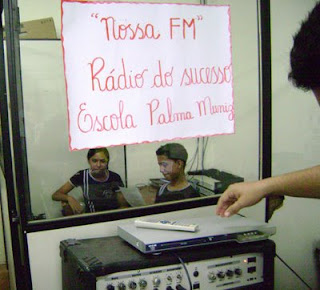 "Nossa FM"
Rádio do sucesso
Escola Palma Muniz